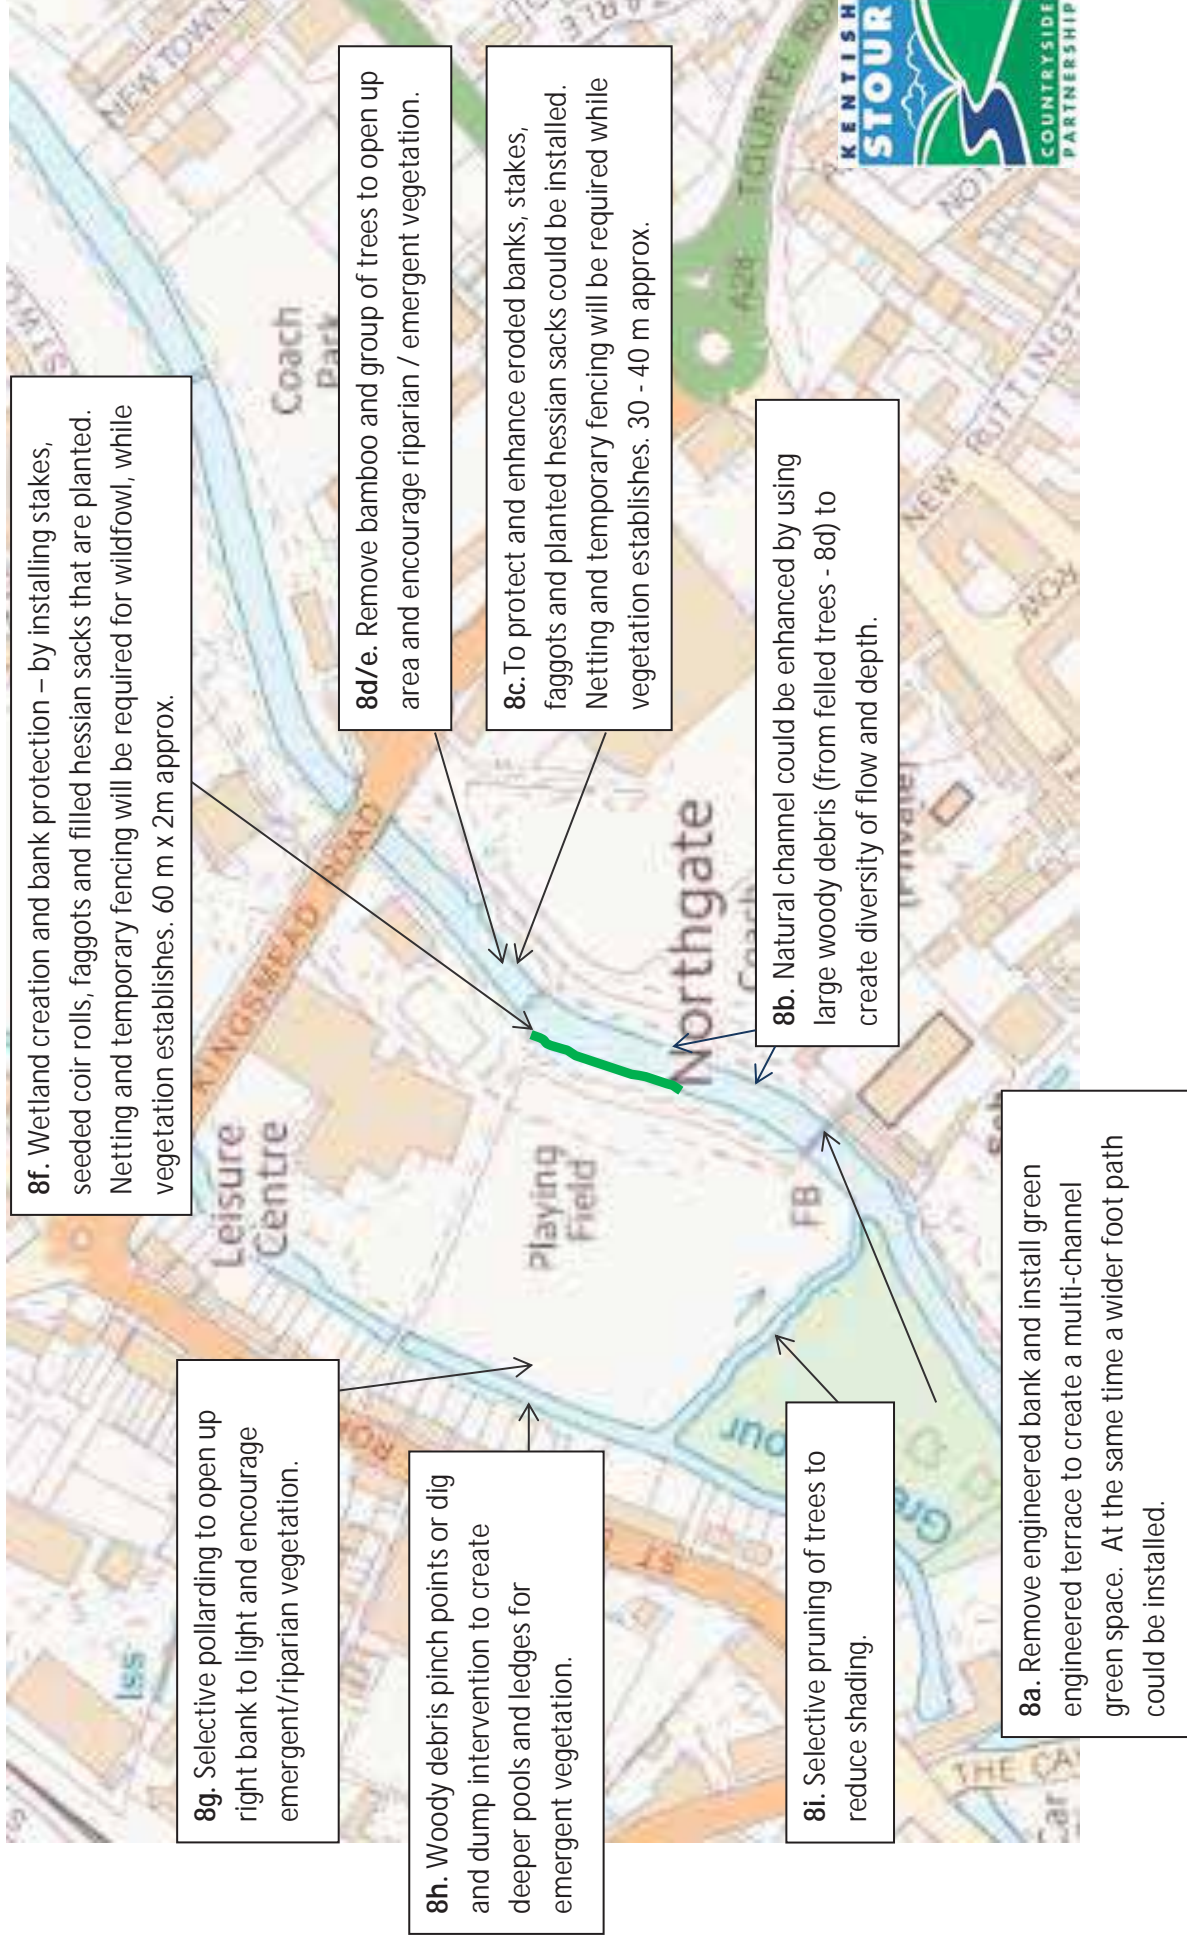 8f. Wetland creation and bank protection – by installing stakes,
seeded coir rolls, faggots and filled hessian sacks that are planted.
Netting and temporary fencing will be required for wildfowl, while
vegetation establishes. 60 m x 2m approx.
8d/e. Remove bamboo and group of trees to open up
area and encourage riparian / emergent vegetation.
8c.To protect and enhance eroded banks, stakes,
faggots and planted hessian sacks could be installed.
Netting and temporary fencing will be required while
vegetation establishes. 30 - 40 m approx.
8b. Natural channel could be enhanced by using
large woody debris (from felled trees - 8d) to
create diversity of flow and depth.
8g. Selective pollarding to open up
right bank to light and encourage
emergent/riparian vegetation.
8h. Woody debris pinch points or dig
and dump intervention to create
deeper pools and ledges for
emergent vegetation.
8i. Selective pruning of trees to
reduce shading.
8a. Remove engineered bank and install green
engineered terrace to create a multi-channel
green space.  At the same time a wider foot path
could be installed.
NEW TOWN
Coach
Park
KINGSMEAD ROAD
Leisure
Centre
Playing
Field
FB
Northgate
Coach
A28
TOURTEL RO
NEW RUTTINGT
ROW
Iss
ST
THE CA
Car
KENTISH
STOUR
COUNTRYSIDE
PARTNERSHIP